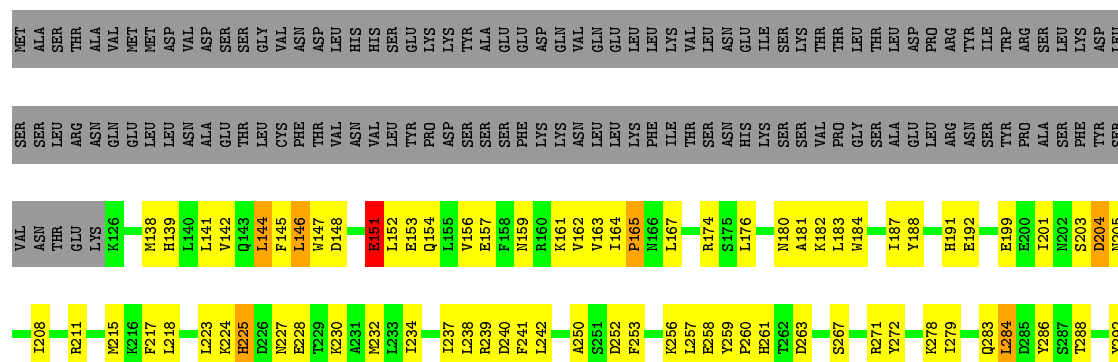 MET ALA SER THR ALA VAL MET MET ASP VAL ASP SER SER GLY VAL ASN ASP LEU HIS HIS SER GLU LYS LYS TYR ALA GLU GLU ASP GLN VAL GLN GLU LEU LEU LYS VAL LEU ASN GLU ILE SER LYS THR THR LEU THR LEU ASP PRO ARG TYR ILE TRP ARG SER LEU LYS ASP LEU
SER SER LEU ARG ASN GLN GLU LEU LEU ASN ALA GLU THR LEU CYS PHE THR VAL ASN VAL LEU TYR PRO ASP SER SER SER PHE LYS LYS ASN LEU LEU LYS PHE ILE THR SER ASN HIS LYS SER SER VAL PRO GLY SER ALA GLU LEU ARG ASN SER TYR PRO ALA SER PHE TYR
VAL ASN THR GLU LYS K126 M138 H139 L140 L141 V142 Q143 L144 F145 L146 W147 D148 E151 L152 E153 Q154 L155 V156 E157 F158 N159 R160 K161 V162 V163 I164 P165 N166 L167 R174 S175 L176 N180 A181 K182 L183 W184 I187 Y188 H191 E192 E199 E200 I201 N202 S203 D204 N205
I208 R211 M215 K216 F217 L218 L223 K224 H225 D226 N227 E228 T229 K230 A231 M232 L233 I234 I237 L238 R239 D240 F241 L242 A250 S251 D252 F253 K256 L257 E258 Y259 P260 H261 T262 D263 S267 R271 Y272 K278 I279 Q283 L284 D285 Y286 S287 T288